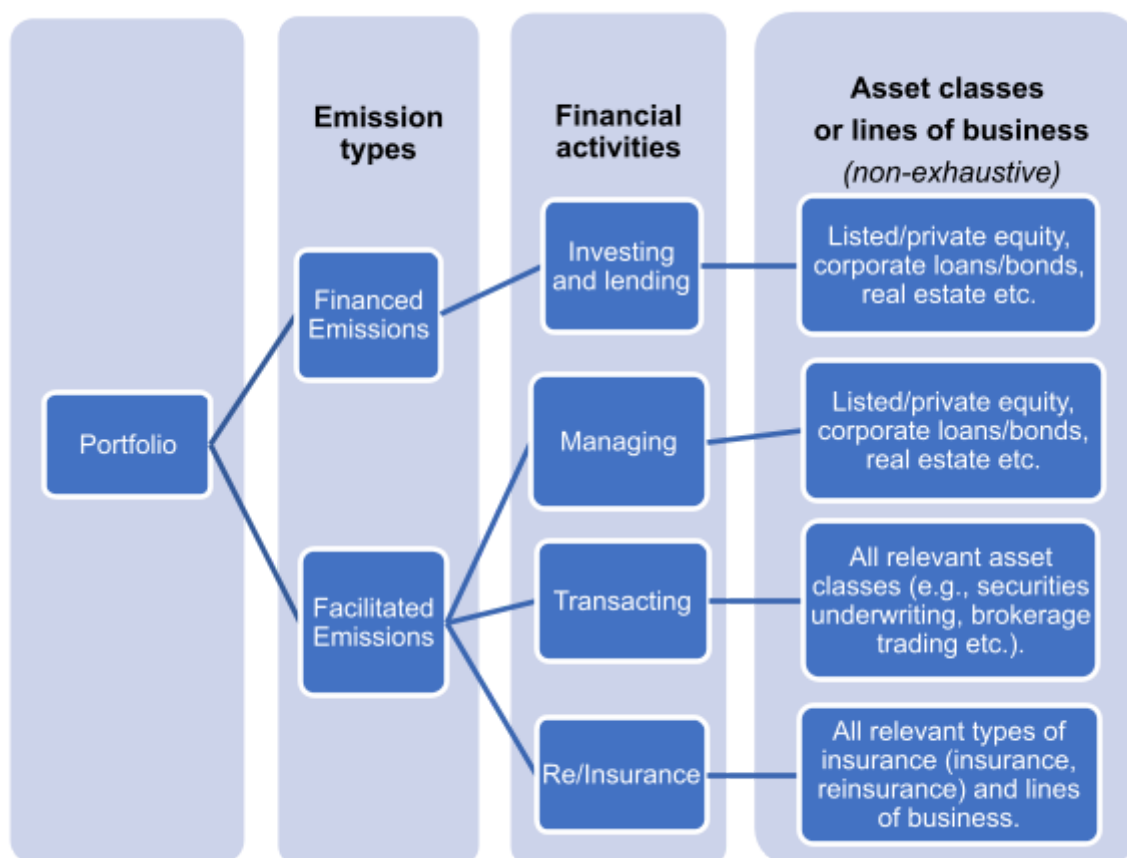 Emission
types
Financial
activities
Asset classes
or lines of business
(non-exhaustive)
Portfolio
Financed
Emissions
Investing
and lending
Listed/private equity,
corporate loans/bonds,
real estate etc.
Facilitated
Emissions
Managing
Listed/private equity,
corporate loans/bonds,
real estate etc.
Transacting
All relevant asset
classes (e.g., securities
underwriting, brokerage
trading etc.).
Re/Insurance
All relevant types of
insurance (insurance,
reinsurance) and lines
of business.